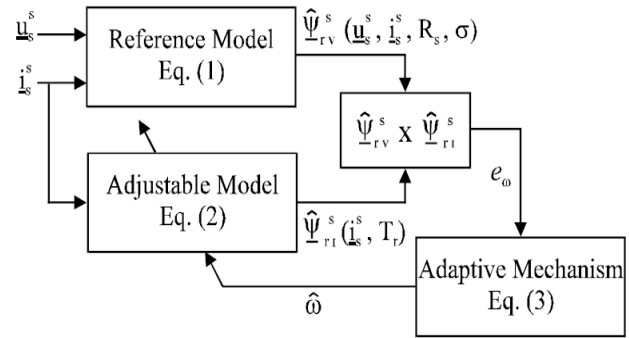 u_s^s
Reference Model
Eq. (1)
Ψ̂_rv^s (u_s^s, i_s^s, R_s, σ)
i_s^s
Ψ̂_rv^s X Ψ̂_rI^s
Adjustable Model
Eq. (2)
Ψ̂_rI^s (i_s^s, T_r)
e_ω
Adaptive Mechanism
Eq. (3)
ω̂